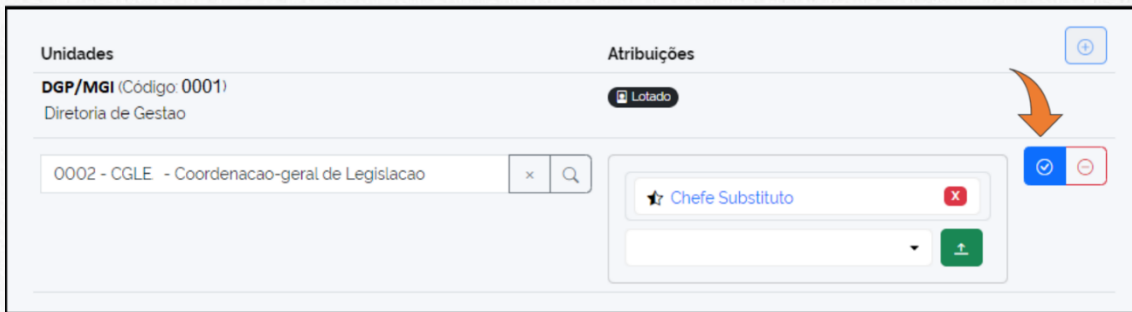 Unidades
Atribuições
DGP/MGI (Código: 0001)
Diretoria de Gestao
Lotado
0002 - CGLE - Coordenacao-geral de Legislacao
Chefe Substituto
X